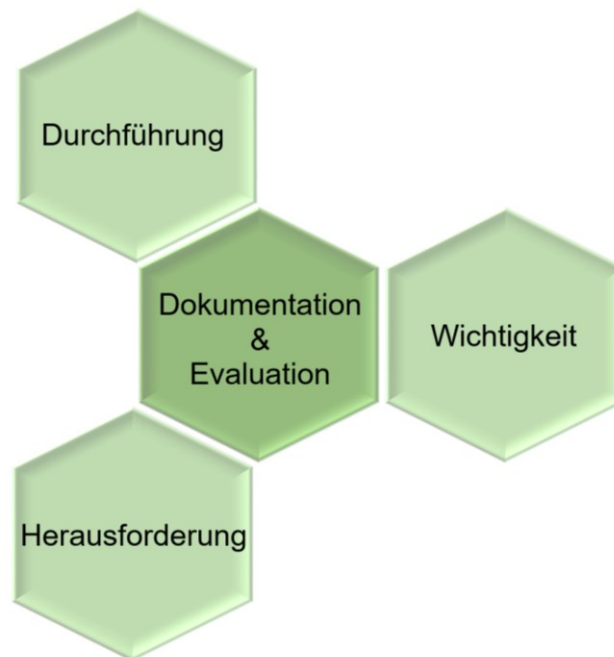 Durchführung
Dokumentation
&
Evaluation
Wichtigkeit
Herausforderung